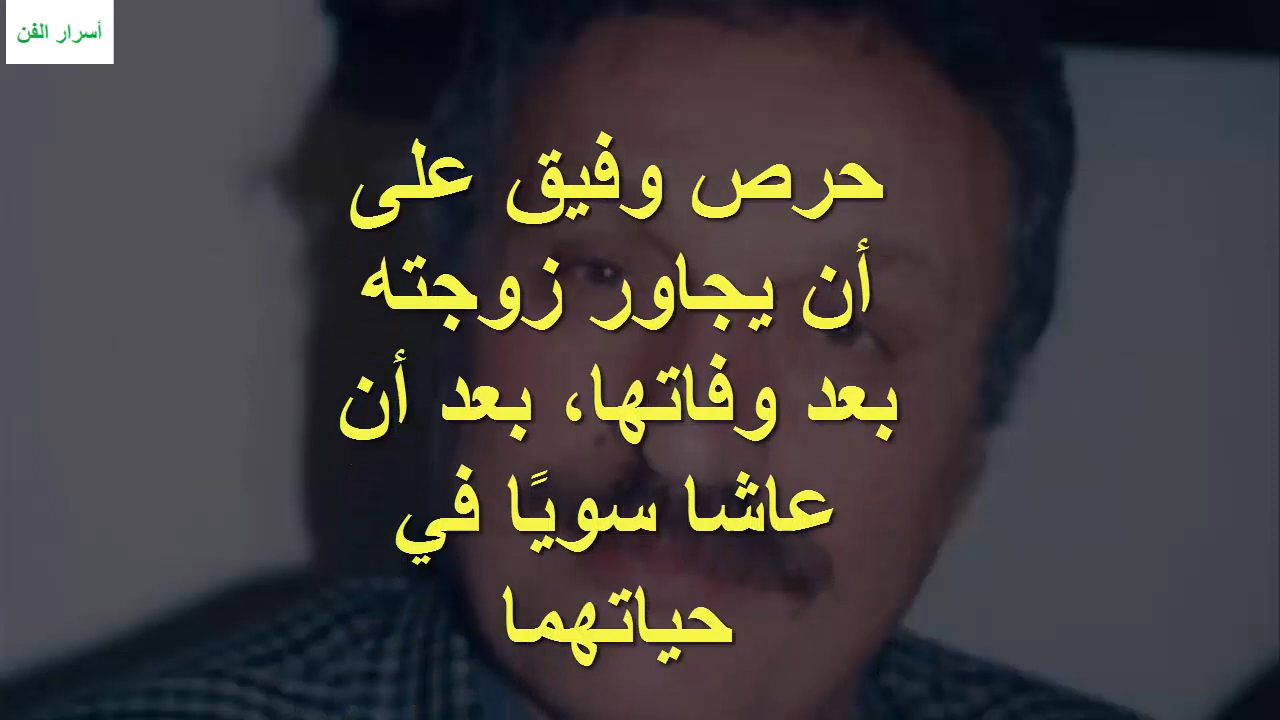 أسرار الفن
حرص وفيق على
أن يجاور زوجته
بعد وفاتها، بعد أن
عاشا سويًا في
حياتهما